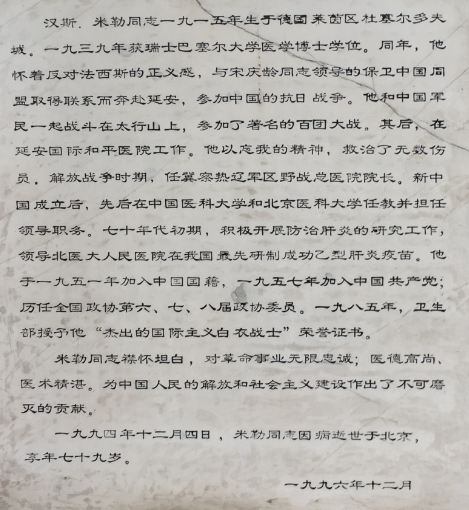 汉斯．米勒同志一九一五年生于德国莱茵区杜塞尔多夫
城。一九三九年获瑞士巴塞尔大学医学博士学位。同年，他
怀着反对法西斯的正义感，与宋庆龄同志领导的保卫中国同
盟取得联系而奔赴延安，参加中国的抗日战争。他和中国军
民一起战斗在太行山上，参加了著名的百团大战。其后，在
延安国际和平医院工作。他以忘我的精神，救治了无数伤
员。解放战争时期，任冀察热辽军区野战总医院院长。新中
国成立后，先后在中国医科大学和北京医科大学任教并担任
领导职务。七十年代初期，积极开展防治肝炎的研究工作，
领导北医大人民医院在我国最先研制成功乙型肝炎疫苗。他
于一九五一年加入中国国籍，一九五七年加入中国共产党；
历任全国政协第六、七、八届政协委员。一九八五年，卫生
部授予他“杰出的国际主义白衣战士”荣誉证书。
米勒同志襟怀坦白，对革命事业无限忠诚；医德高尚、
医术精湛。为中国人民的解放和社会主义建设作出了不可磨
灭的贡献。
一九九四年十二月四日，米勒同志因病逝世于北京，
享年七十九岁。
一九九六年十二月